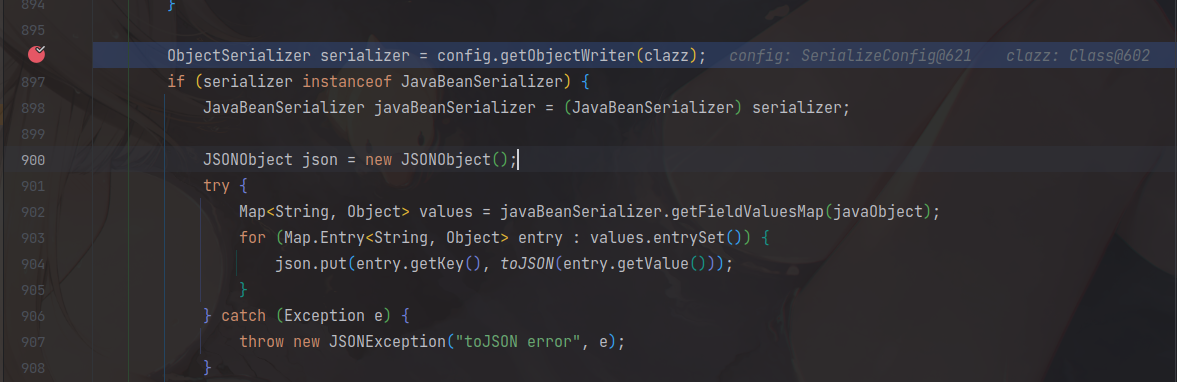 894 }
895
ObjectSerializer serializer = config.getObjectWriter(clazz); config: SerializeConfig@621 clazz: Class@602
897 if (serializer instanceof JavaBeanSerializer) {
898 JavaBeanSerializer javaBeanSerializer = (JavaBeanSerializer) serializer;
899
900 JSONObject json = new JSONObject();
901 try {
902 Map<String, Object> values = javaBeanSerializer.getFieldValuesMap(javaObject);
903 for (Map.Entry<String, Object> entry : values.entrySet()) {
904 json.put(entry.getKey(), toJSON(entry.getValue()));
905 }
906 } catch (Exception e) {
907 throw new JSONException("toJSON error", e);
908 }